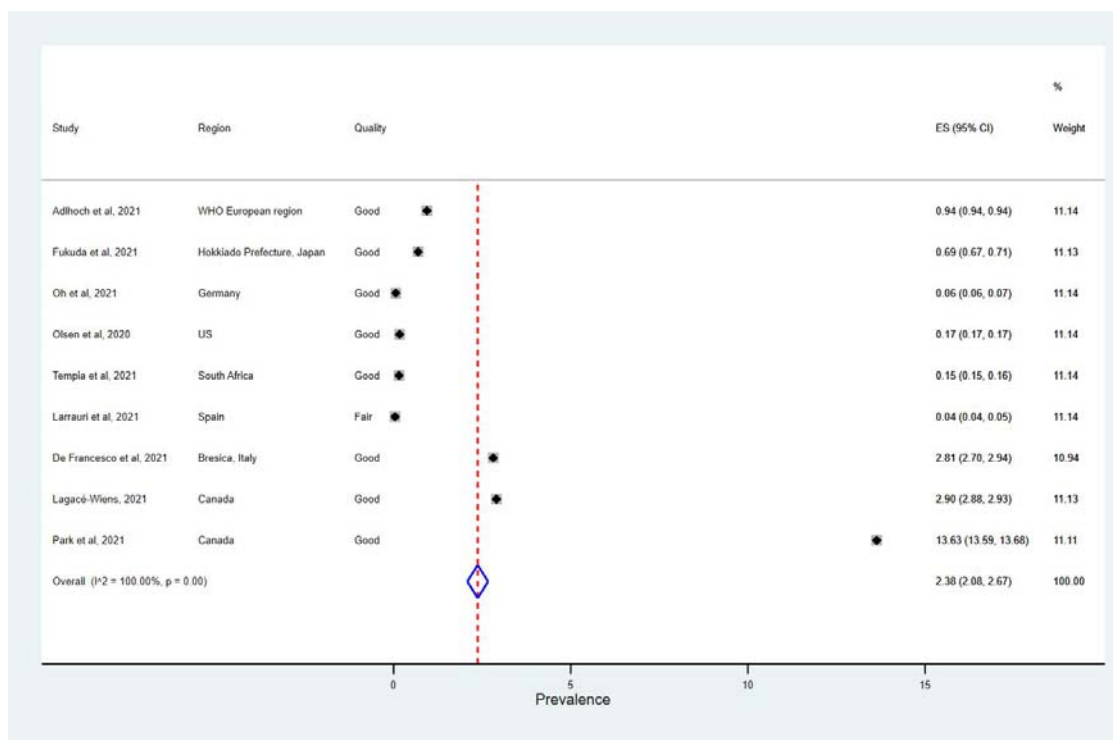 %
Study Region Quality ES (95% CI) Weight
Adlhoch et al, 2021 WHO European region Good 0.94 (0.94, 0.94) 11.14
Fukuda et al, 2021 Hokkiado Prefecture, Japan Good 0.69 (0.67, 0.71) 11.13
Oh et al, 2021 Germany Good 0.06 (0.06, 0.07) 11.14
Olsen et al, 2020 US Good 0.17 (0.17, 0.17) 11.14
Tempia et al, 2021 South Africa Good 0.15 (0.15, 0.16) 11.14
Larrauri et al, 2021 Spain Fair 0.04 (0.04, 0.05) 11.14
De Francesco et al, 2021 Bresica, Italy Good 2.81 (2.70, 2.94) 10.94
Lagacé-Wiens, 2021 Canada Good 2.90 (2.88, 2.93) 11.13
Park et al, 2021 Canada Good 13.63 (13.59, 13.68) 11.11
Overall (I^2 = 100.00%, p = 0.00) 2.38 (2.08, 2.67) 100.00
0 5 10 15
Prevalence